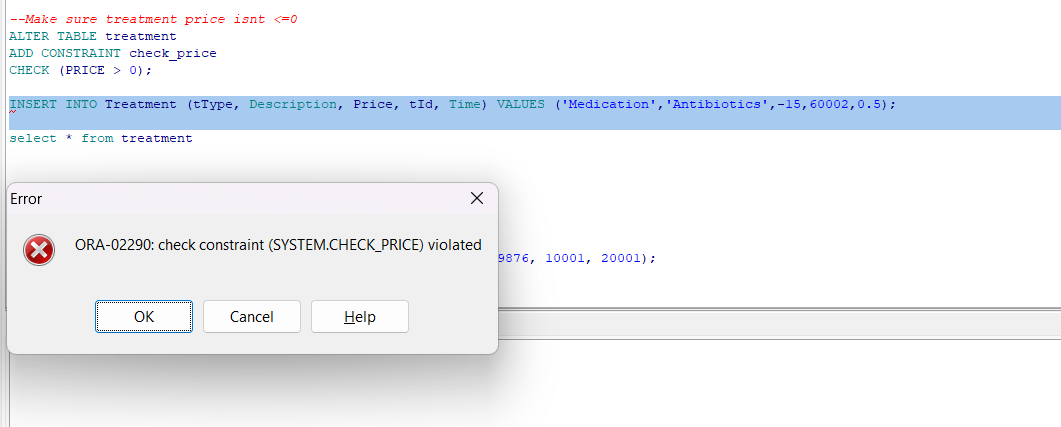 --Make sure treatment price isnt <=0
ALTER TABLE treatment
ADD CONSTRAINT check_price
CHECK (PRICE > 0);
INSERT INTO Treatment (tType, Description, Price, tId, Time) VALUES ('Medication','Antibiotics',-15,60002,0.5);
select * from treatment
Error
ORA-02290: check constraint (SYSTEM.CHECK_PRICE) violated
9876, 10001, 20001);
OK Cancel Help